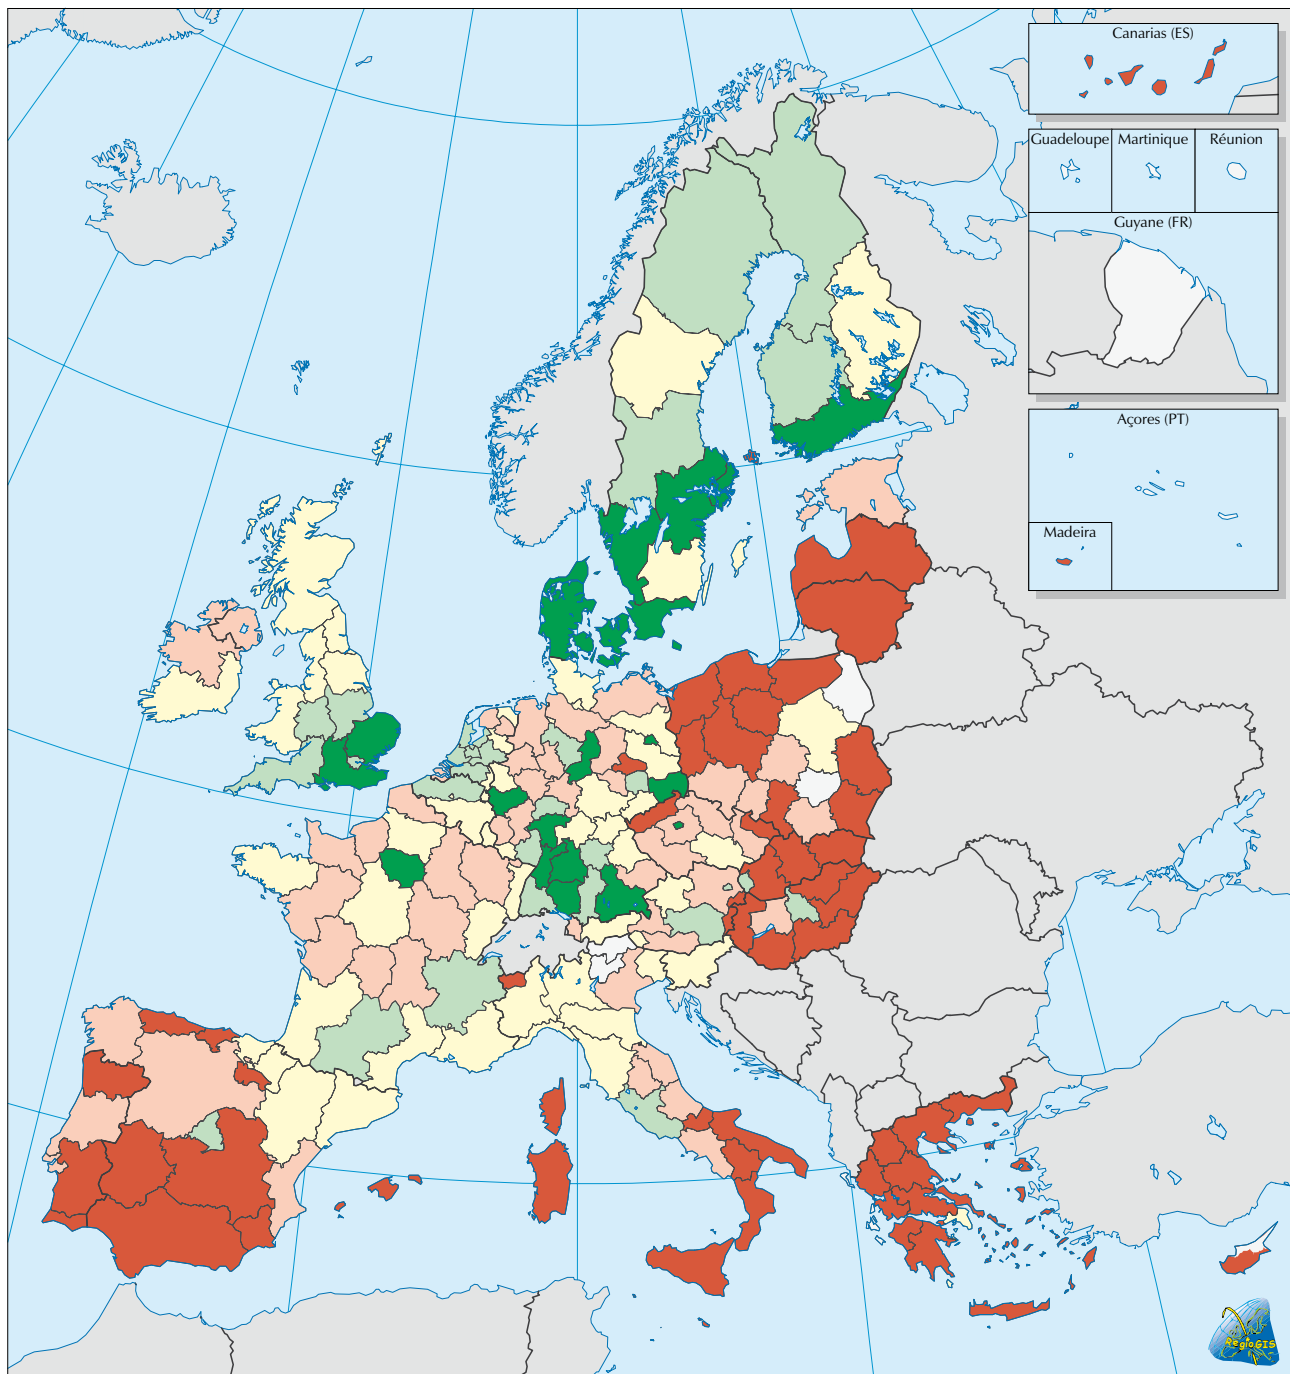 Canarias (ES)
Guadeloupe
Martinique
Réunion
Guyane (FR)
Açores (PT)
Madeira
RegioGIS